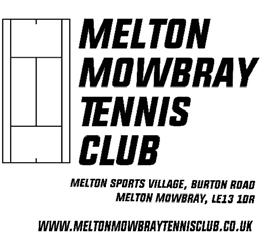 MELTON
MOWBRAY
TENNIS
CLUB
MELTON SPORTS VILLAGE, BURTON ROAD
MELTON MOWBRAY, LE13 1DR
WWW.MELTONMOWBRAYTENNISCLUB.CO.UK